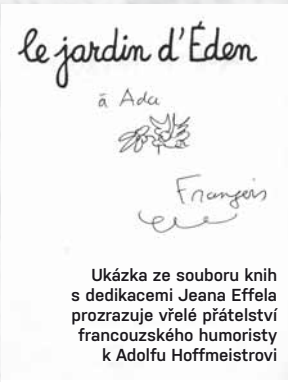 le jardin d'Éden
à Ada
François
Ukázka ze souboru knih
s dedikacemi Jeana Effela
prozrazuje vřelé přátelství
francouzského humoristy
k Adolfu Hoffmeistrovi